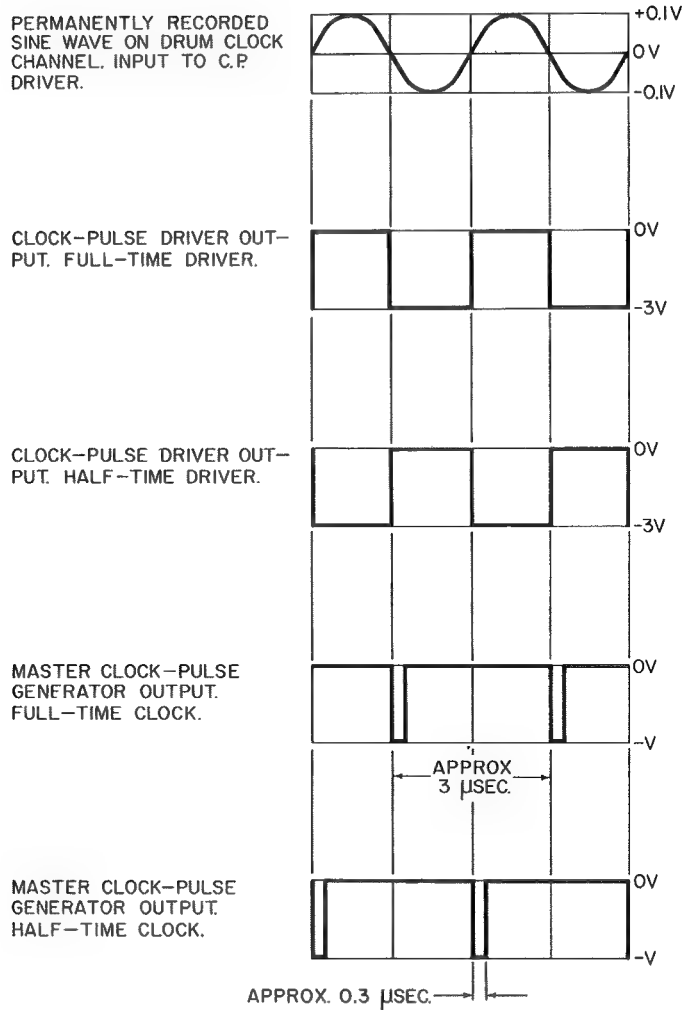 PERMANENTLY RECORDED
SINE WAVE ON DRUM CLOCK
CHANNEL. INPUT TO C.P.
DRIVER.
+0.1V
0V
-0.1V
CLOCK-PULSE DRIVER OUT-
PUT. FULL-TIME DRIVER.
0V
-3V
CLOCK-PULSE DRIVER OUT-
PUT. HALF-TIME DRIVER.
0V
-3V
MASTER CLOCK-PULSE
GENERATOR OUTPUT.
FULL-TIME CLOCK.
0V
-V
APPROX
3 µSEC.
MASTER CLOCK-PULSE
GENERATOR OUTPUT.
HALF-TIME CLOCK.
0V
-V
APPROX. 0.3 µSEC.